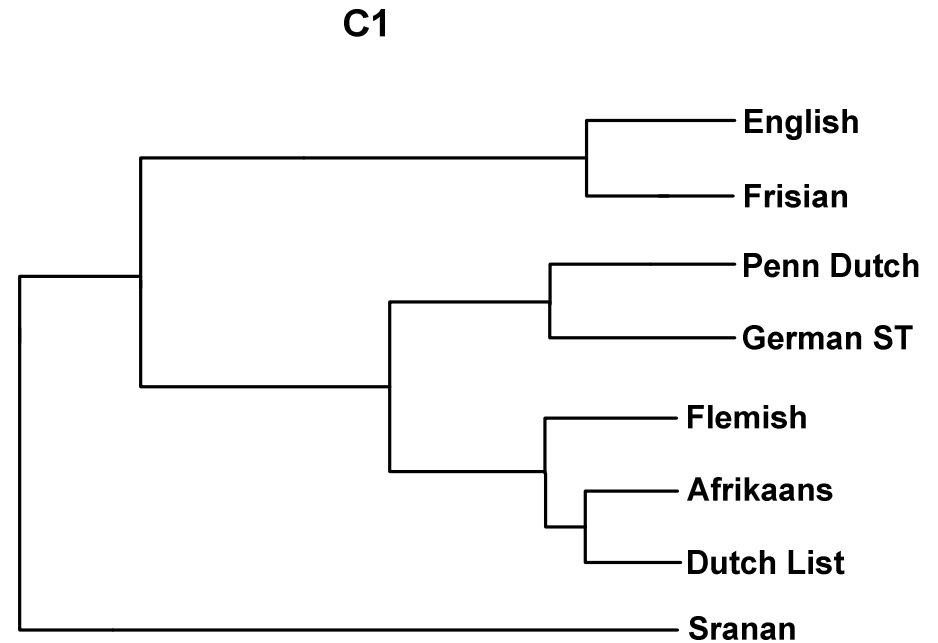 C1
English
Frisian
Penn Dutch
German ST
Flemish
Afrikaans
Dutch List
Sranan